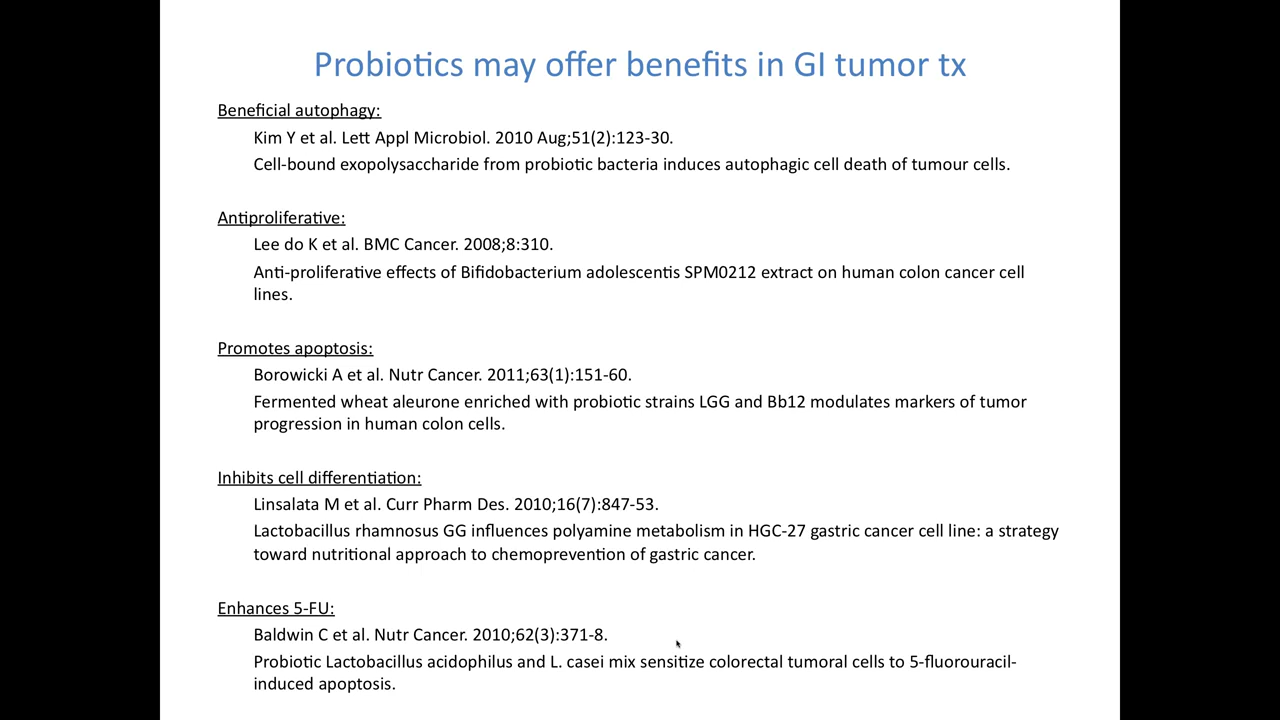 Probiotics may offer benefits in GI tumor tx
Beneficial autophagy:
Kim Y et al. Lett Appl Microbiol. 2010 Aug;51(2):123-30.
Cell-bound exopolysaccharide from probiotic bacteria induces autophagic cell death of tumour cells.
Antiproliferative:
Lee do K et al. BMC Cancer. 2008;8:310.
Anti-proliferative effects of Bifidobacterium adolescentis SPM0212 extract on human colon cancer cell
lines.
Promotes apoptosis:
Borowicki A et al. Nutr Cancer. 2011;63(1):151-60.
Fermented wheat aleurone enriched with probiotic strains LGG and Bb12 modulates markers of tumor
progression in human colon cells.
Inhibits cell differentiation:
Linsalata M et al. Curr Pharm Des. 2010;16(7):847-53.
Lactobacillus rhamnosus GG influences polyamine metabolism in HGC-27 gastric cancer cell line: a strategy
toward nutritional approach to chemoprevention of gastric cancer.
Enhances 5-FU:
Baldwin C et al. Nutr Cancer. 2010;62(3):371-8.
Probiotic Lactobacillus acidophilus and L. casei mix sensitize colorectal tumoral cells to 5-fluorouracil-
induced apoptosis.